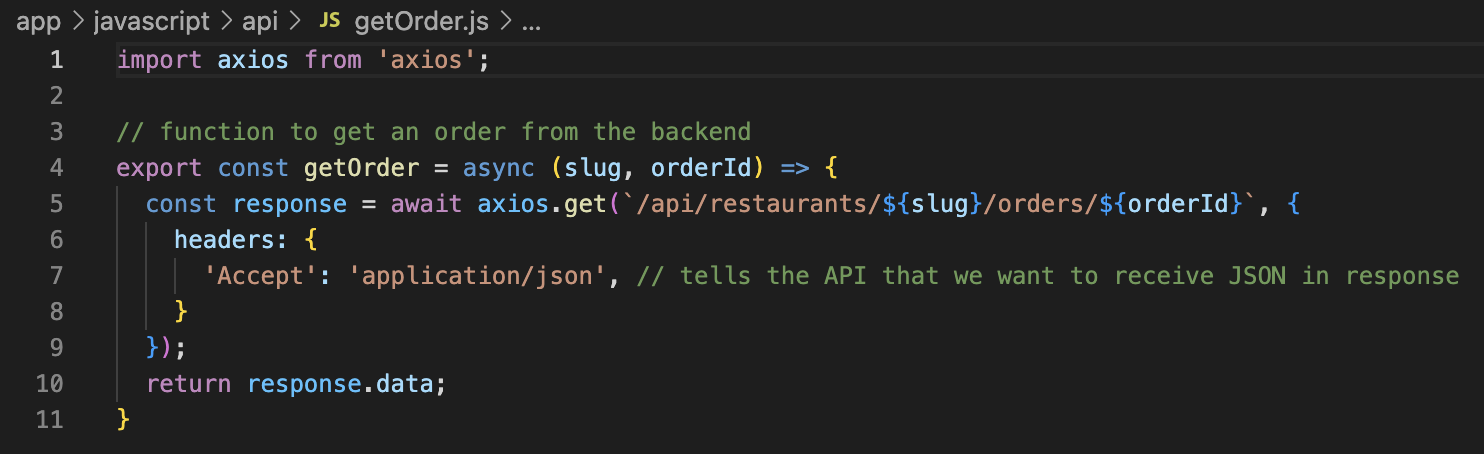 app > javascript > api > JS getOrder.js > ...
1 import axios from 'axios';
2
3 // function to get an order from the backend
4 export const getOrder = async (slug, orderId) => {
5   const response = await axios.get(`/api/restaurants/${slug}/orders/${orderId}`, {
6     headers: {
7       'Accept': 'application/json', // tells the API that we want to receive JSON in response
8     }
9   });
10   return response.data;
11 }